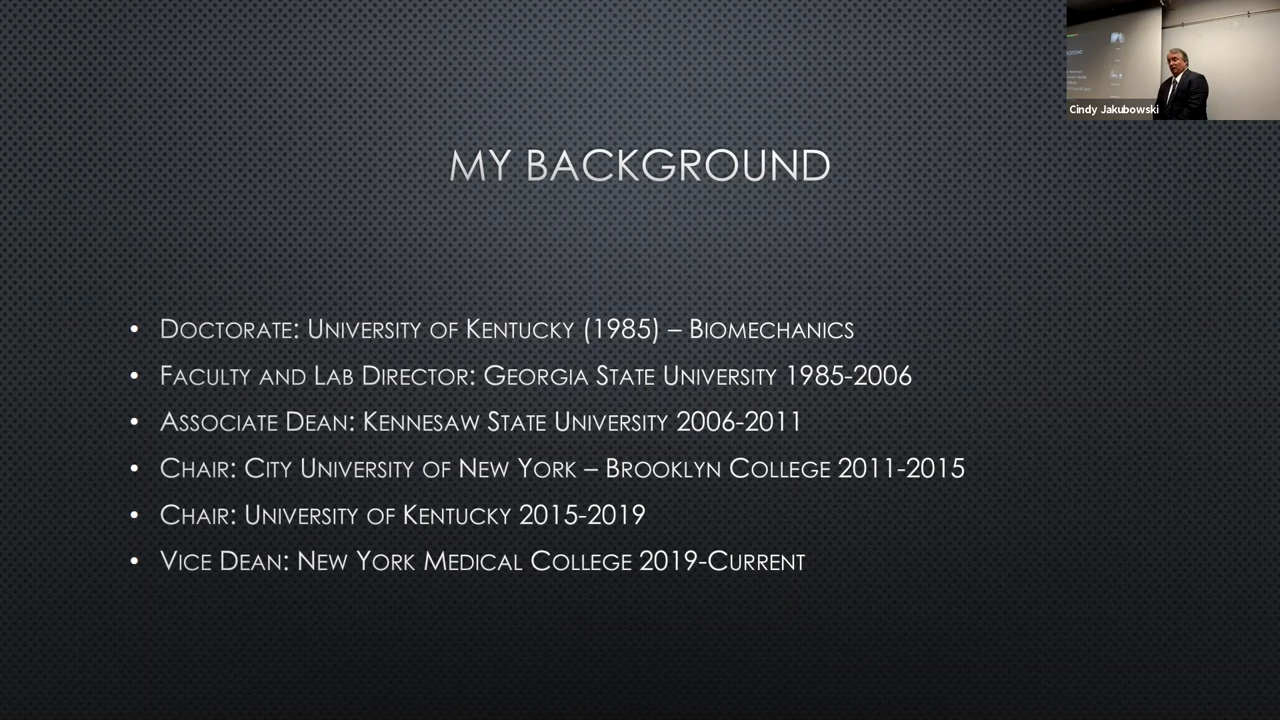 Cindy Jakubowski
MY BACKGROUND
• DOCTORATE: UNIVERSITY OF KENTUCKY (1985) – BIOMECHANICS
• FACULTY AND LAB DIRECTOR: GEORGIA STATE UNIVERSITY 1985-2006
• ASSOCIATE DEAN: KENNESAW STATE UNIVERSITY 2006-2011
• CHAIR: CITY UNIVERSITY OF NEW YORK – BROOKLYN COLLEGE 2011-2015
• CHAIR: UNIVERSITY OF KENTUCKY 2015-2019
• VICE DEAN: NEW YORK MEDICAL COLLEGE 2019-CURRENT